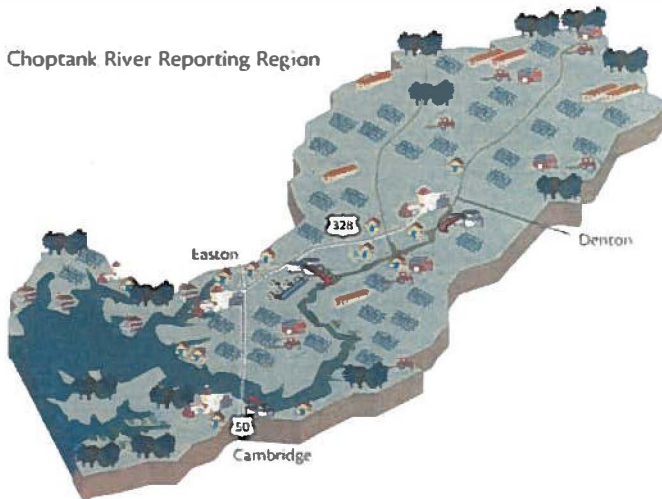 Choptank River Reporting Region
328
Easton
Denton
50
Cambridge